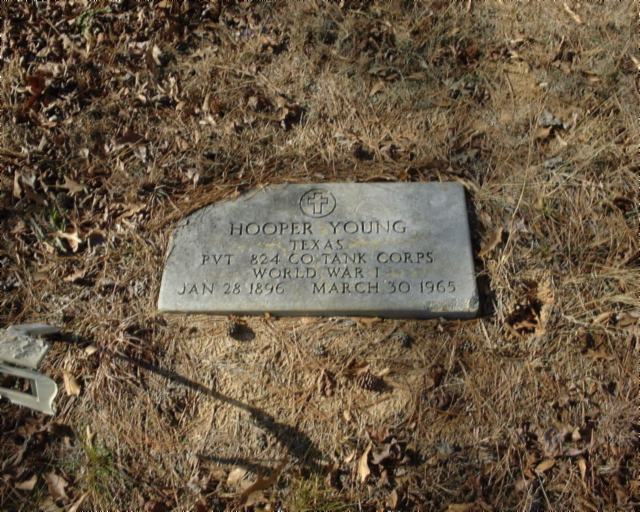 HOOPER YOUNG
TEXAS
PVT 824 CO TANK CORPS
WORLD WAR I
JAN 28 1896 MARCH 30 1965